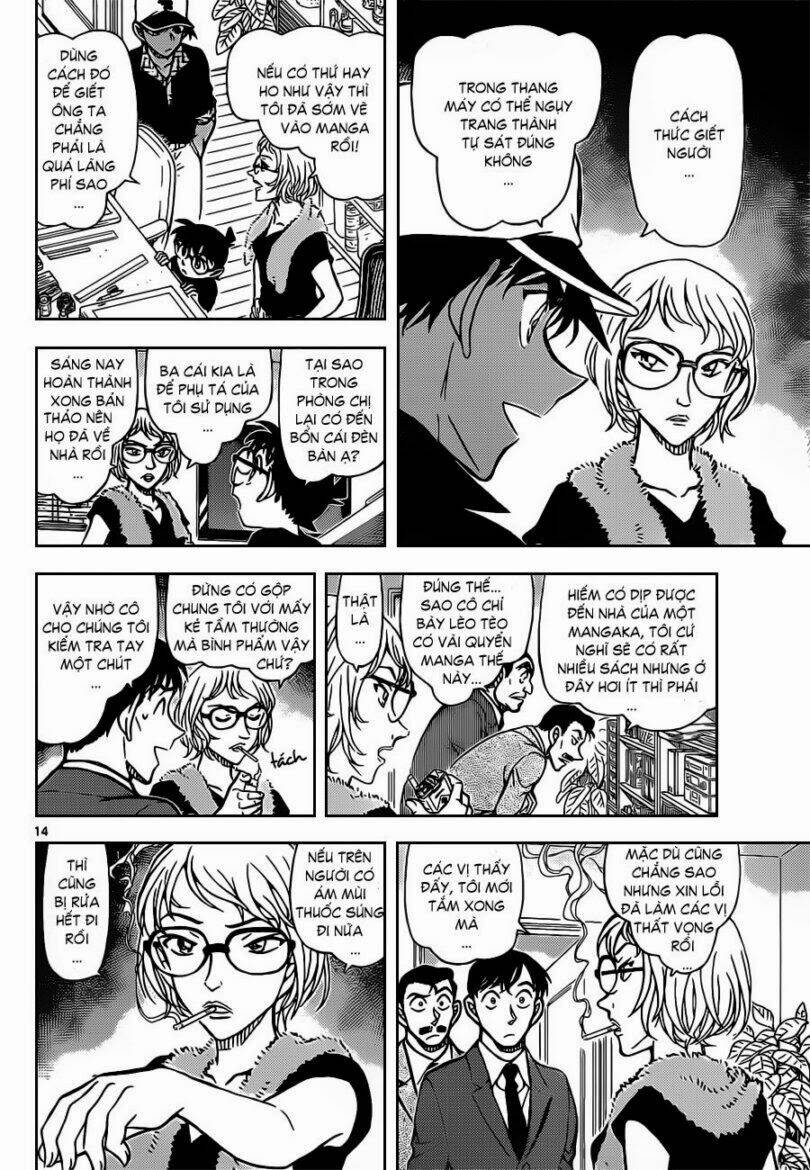 CÁCH
THỨC GIẾT
NGƯỜI
...
TRONG THANG
MÁY CÓ THỂ NGỤY
TRANG THÀNH
TỰ SÁT ĐÚNG
KHÔNG
...
NẾU CÓ THỨ HAY
HO NHƯ VẬY THÌ
TÔI ĐÃ SỚM VẼ
VÀO MANGA
RỒI!
DÙNG
CÁCH ĐÓ
ĐỂ GIẾT
ÔNG TA
CHẲNG
PHẢI LÀ
QUÁ LÃNG
PHÍ SAO
...
TẠI SAO
TRONG
PHÒNG CHỊ
LẠI CÓ ĐẾN
BỐN CÁI ĐÈN
BÀN Ạ?
BA CÁI KIA LÀ
ĐỂ PHỤ TÁ CỦA
TÔI SỬ DỤNG
...
SÁNG NAY
HOÀN THÀNH
XONG BẢN
THẢO NÊN
HỌ ĐÃ VỀ
NHÀ RỒI
HIẾM CÓ DỊP ĐƯỢC
ĐẾN NHÀ CỦA MỘT
MANGAKA, TÔI CỨ
NGHĨ SẼ CÓ RẤT
NHIỀU SÁCH NHƯNG Ở
ĐÂY HƠI ÍT THÌ PHẢI
...
ĐÚNG THẾ...
SAO CÔ CHỈ
BÀY LÈO TÈO
CÓ VÀI QUYỂN
MANGA THẾ
NÀY...
THẬT
LÀ
...
ĐỪNG CÓ GỘP
CHUNG TÔI VỚI MẤY
KẺ TẦM THƯỜNG
MÀ BÌNH PHẨM VẬY
CHỨ?
tách
VẬY NHỜ CÔ
CHO CHÚNG TÔI
KIỂM TRA TAY
MỘT CHÚT
...
14
MẶC DÙ CŨNG
CHẲNG SAO
NHƯNG XIN LỖI
ĐÃ LÀM CÁC VỊ
THẤT VỌNG
RỒI
CÁC VỊ THẤY
ĐẤY, TÔI MỚI
TẮM XONG
MÀ
...
NẾU TRÊN
NGƯỜI CÓ
ÁM MÙI
THUỐC SÚNG
ĐI NỮA
...
THÌ
CŨNG
BỊ RỬA
HẾT ĐI
RỒI